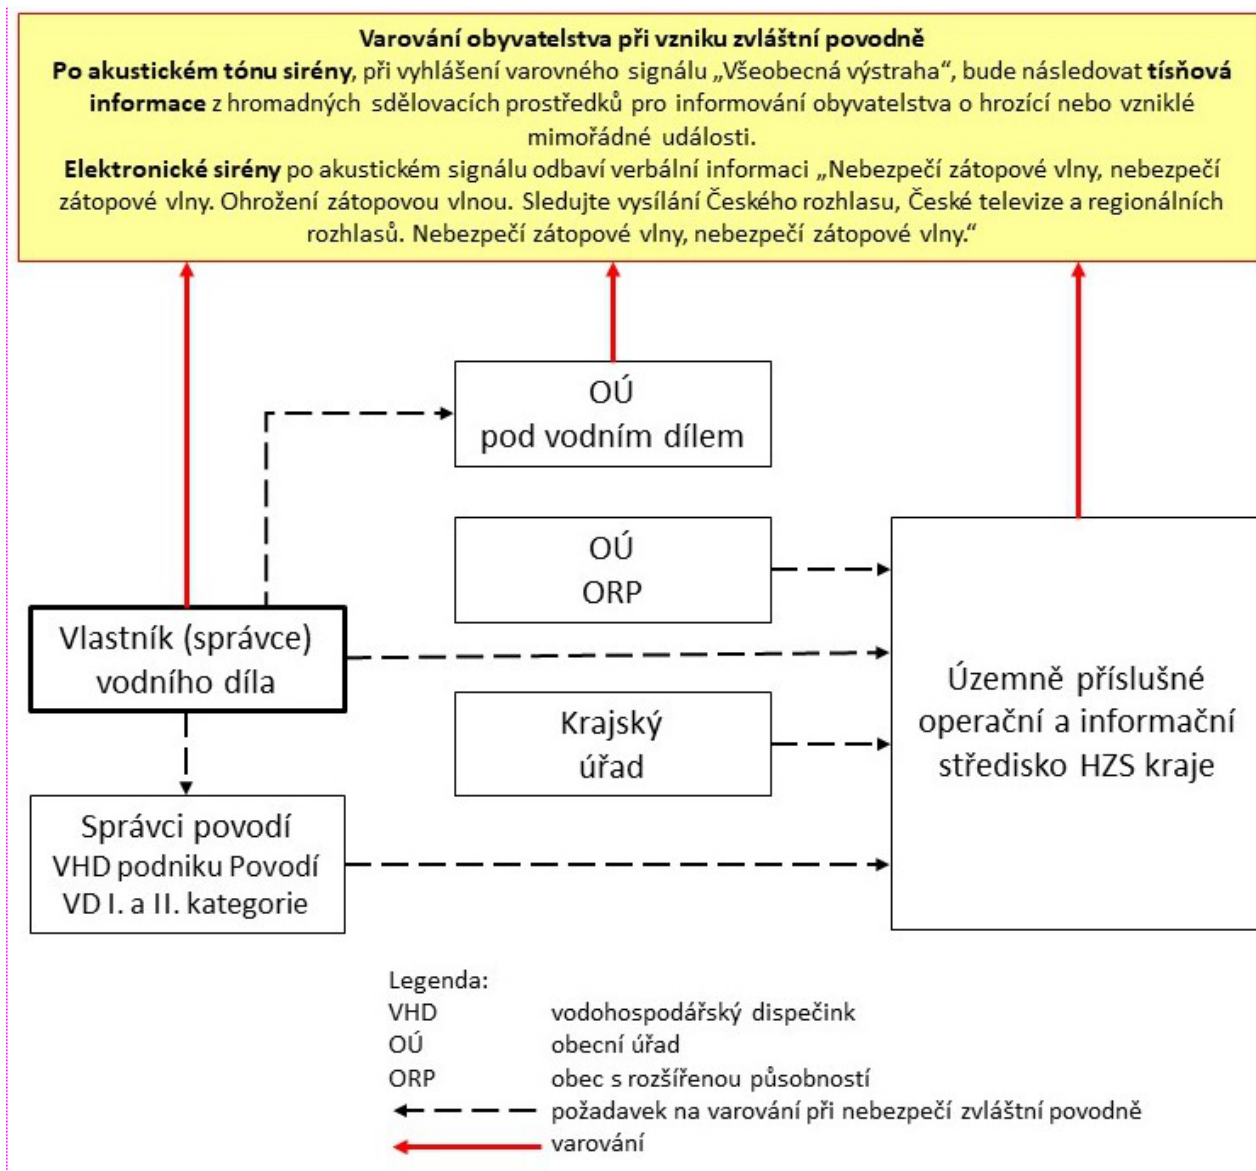 Varování obyvatelstva při vzniku zvláštní povodně
Po akustickém tónu sirény, při vyhlášení varovného signálu „Všeobecná výstraha“, bude následovat tísňová
informace z hromadných sdělovacích prostředků pro informování obyvatelstva o hrozící nebo vzniklé
mimořádné události.
Elektronické sirény po akustickém signálu odbaví verbální informaci „Nebezpečí zátopové vlny, nebezpečí
zátopové vlny. Ohrožení zátopovou vlnou. Sledujte vysílání Českého rozhlasu, České televize a regionálních
rozhlasů. Nebezpečí zátopové vlny, nebezpečí zátopové vlny.“
OÚ
pod vodním dílem
OÚ
ORP
Vlastník (správce)
vodního díla
Krajský
úřad
Územně příslušné
operační a informační
středisko HZS kraje
Správci povodí
VHD podniku Povodí
VD I. a II. kategorie
Legenda:
VHD vodohospodářský dispečink
OÚ obecní úřad
ORP obec s rozšířenou působností
požadavek na varování při nebezpečí zvláštní povodně
varování